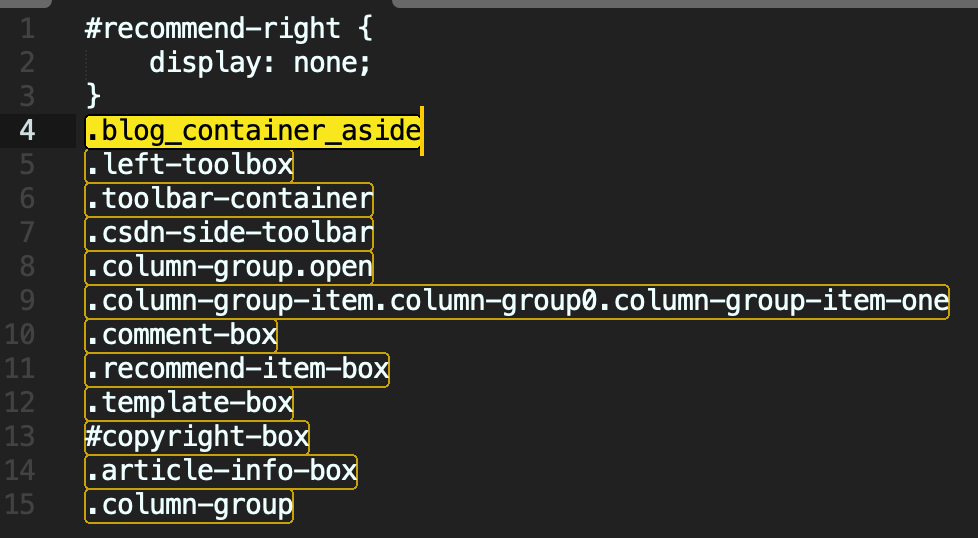 1 #recommend-right {
2     display: none;
3 }
4 .blog_container_aside
5 .left-toolbox
6 .toolbar-container
7 .csdn-side-toolbar
8 .column-group.open
9 .column-group-item.column-group0.column-group-item-one
10 .comment-box
11 .recommend-item-box
12 .template-box
13 #copyright-box
14 .article-info-box
15 .column-group